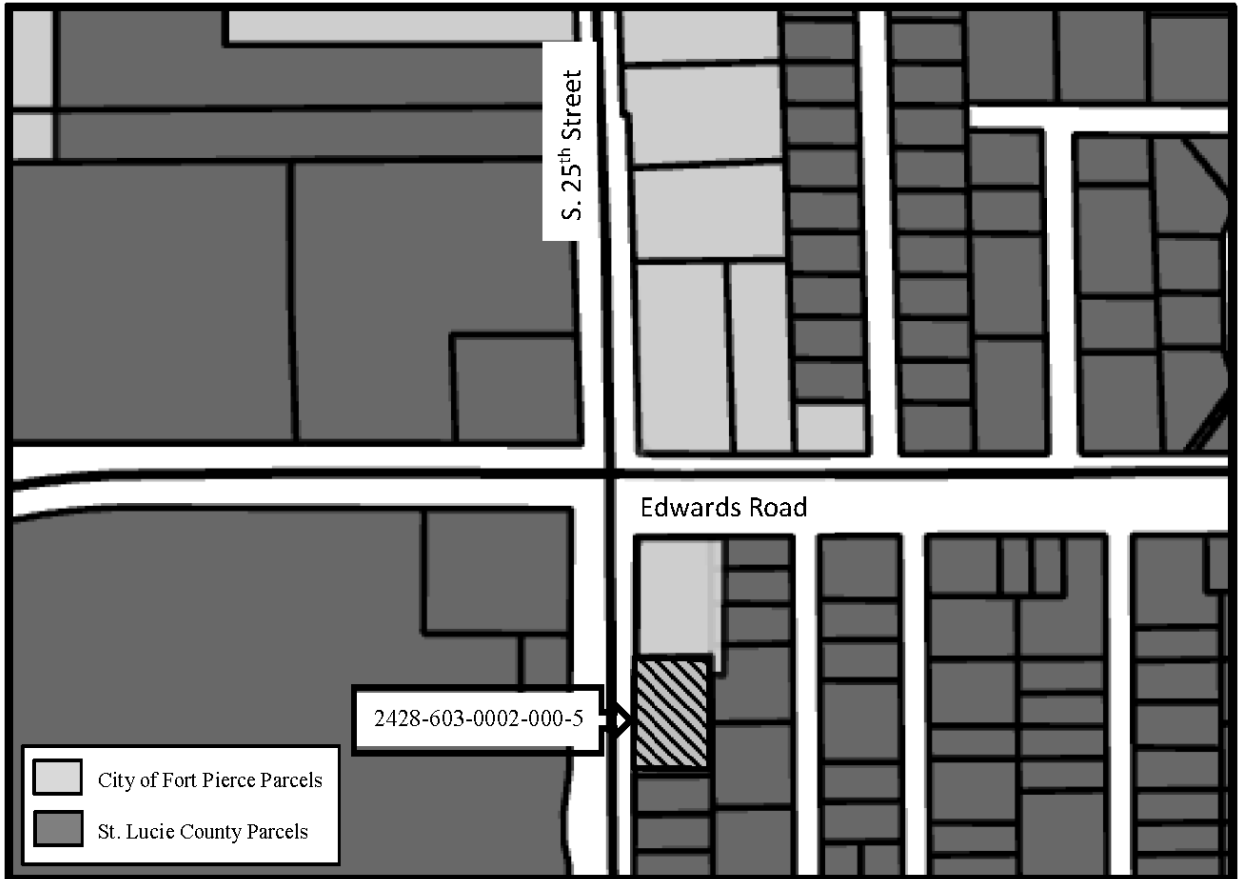 S. 25th Street
Edwards Road
2428-603-0002-000-5
City of Fort Pierce Parcels
St. Lucie County Parcels